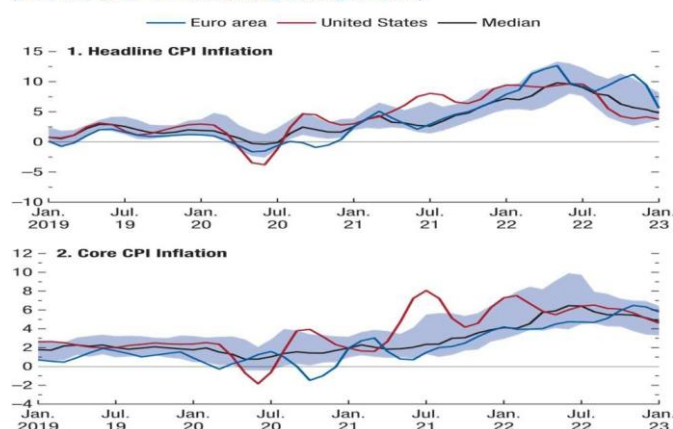 Euro area United States Median
1. Headline CPI Inflation
15
10
5
0
−5
−10
Jan. Jul. Jan. Jul. Jan. Jul. Jan. Jul. Jan.
2019 19 20 20 21 21 22 22 23
2. Core CPI Inflation
12
10
8
6
4
2
0
−2
−4
Jan. Jul. Jan. Jul. Jan. Jul. Jan. Jul. Jan.
2019 19 20 20 21 21 22 22 23